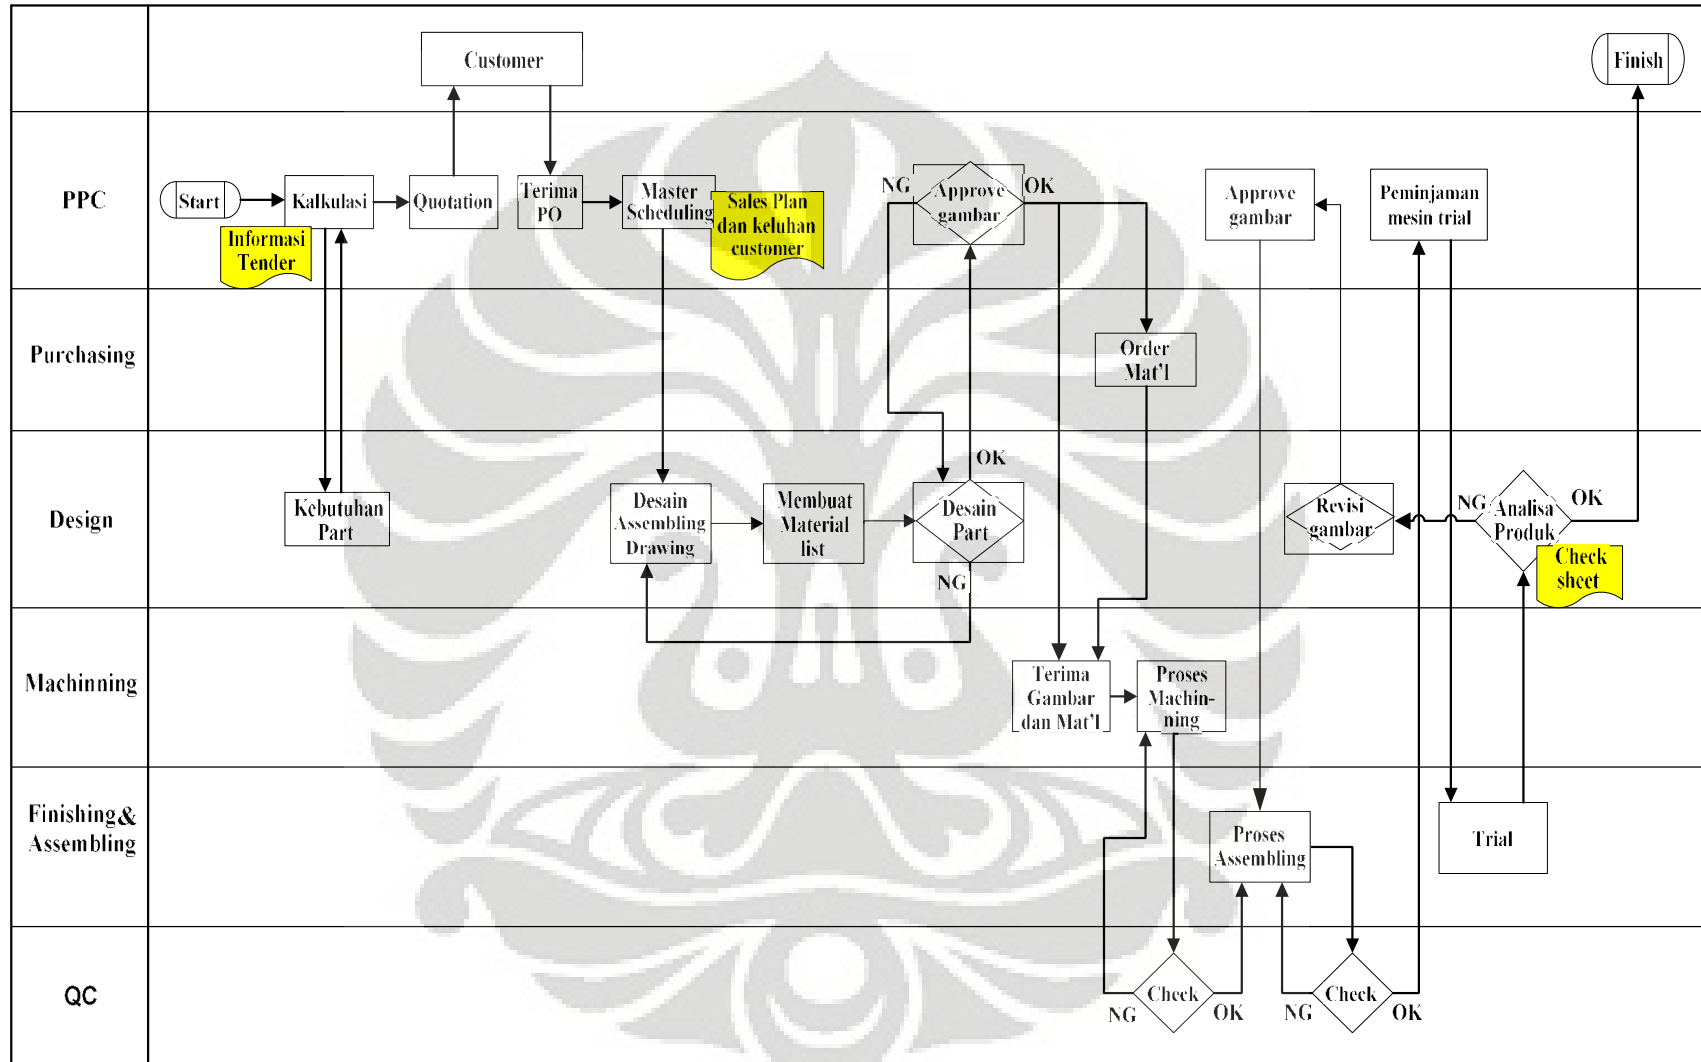 Customer
Finish
PPC
Start
Kalkulasi
Informasi
Tender
Quotation
Terima
PO
Master
Scheduling
Sales Plan
dan keluhan
customer
NG
Approve
gambar
OK
Approve
gambar
Peminjaman
mesin trial
Purchasing
Order
Mat'l
Design
Kebutuhan
Part
Desain
Assembling
Drawing
Membuat
Material
list
OK
Desain
Part
NG
Revisi
gambar
NG
Analisa
Produk
OK
Check
sheet
Machinning
Terima
Gambar
dan Mat'l
Proses
Machin-
ning
Finishing&
Assembling
Proses
Assembling
Trial
QC
NG
Check
OK
NG
Check
OK